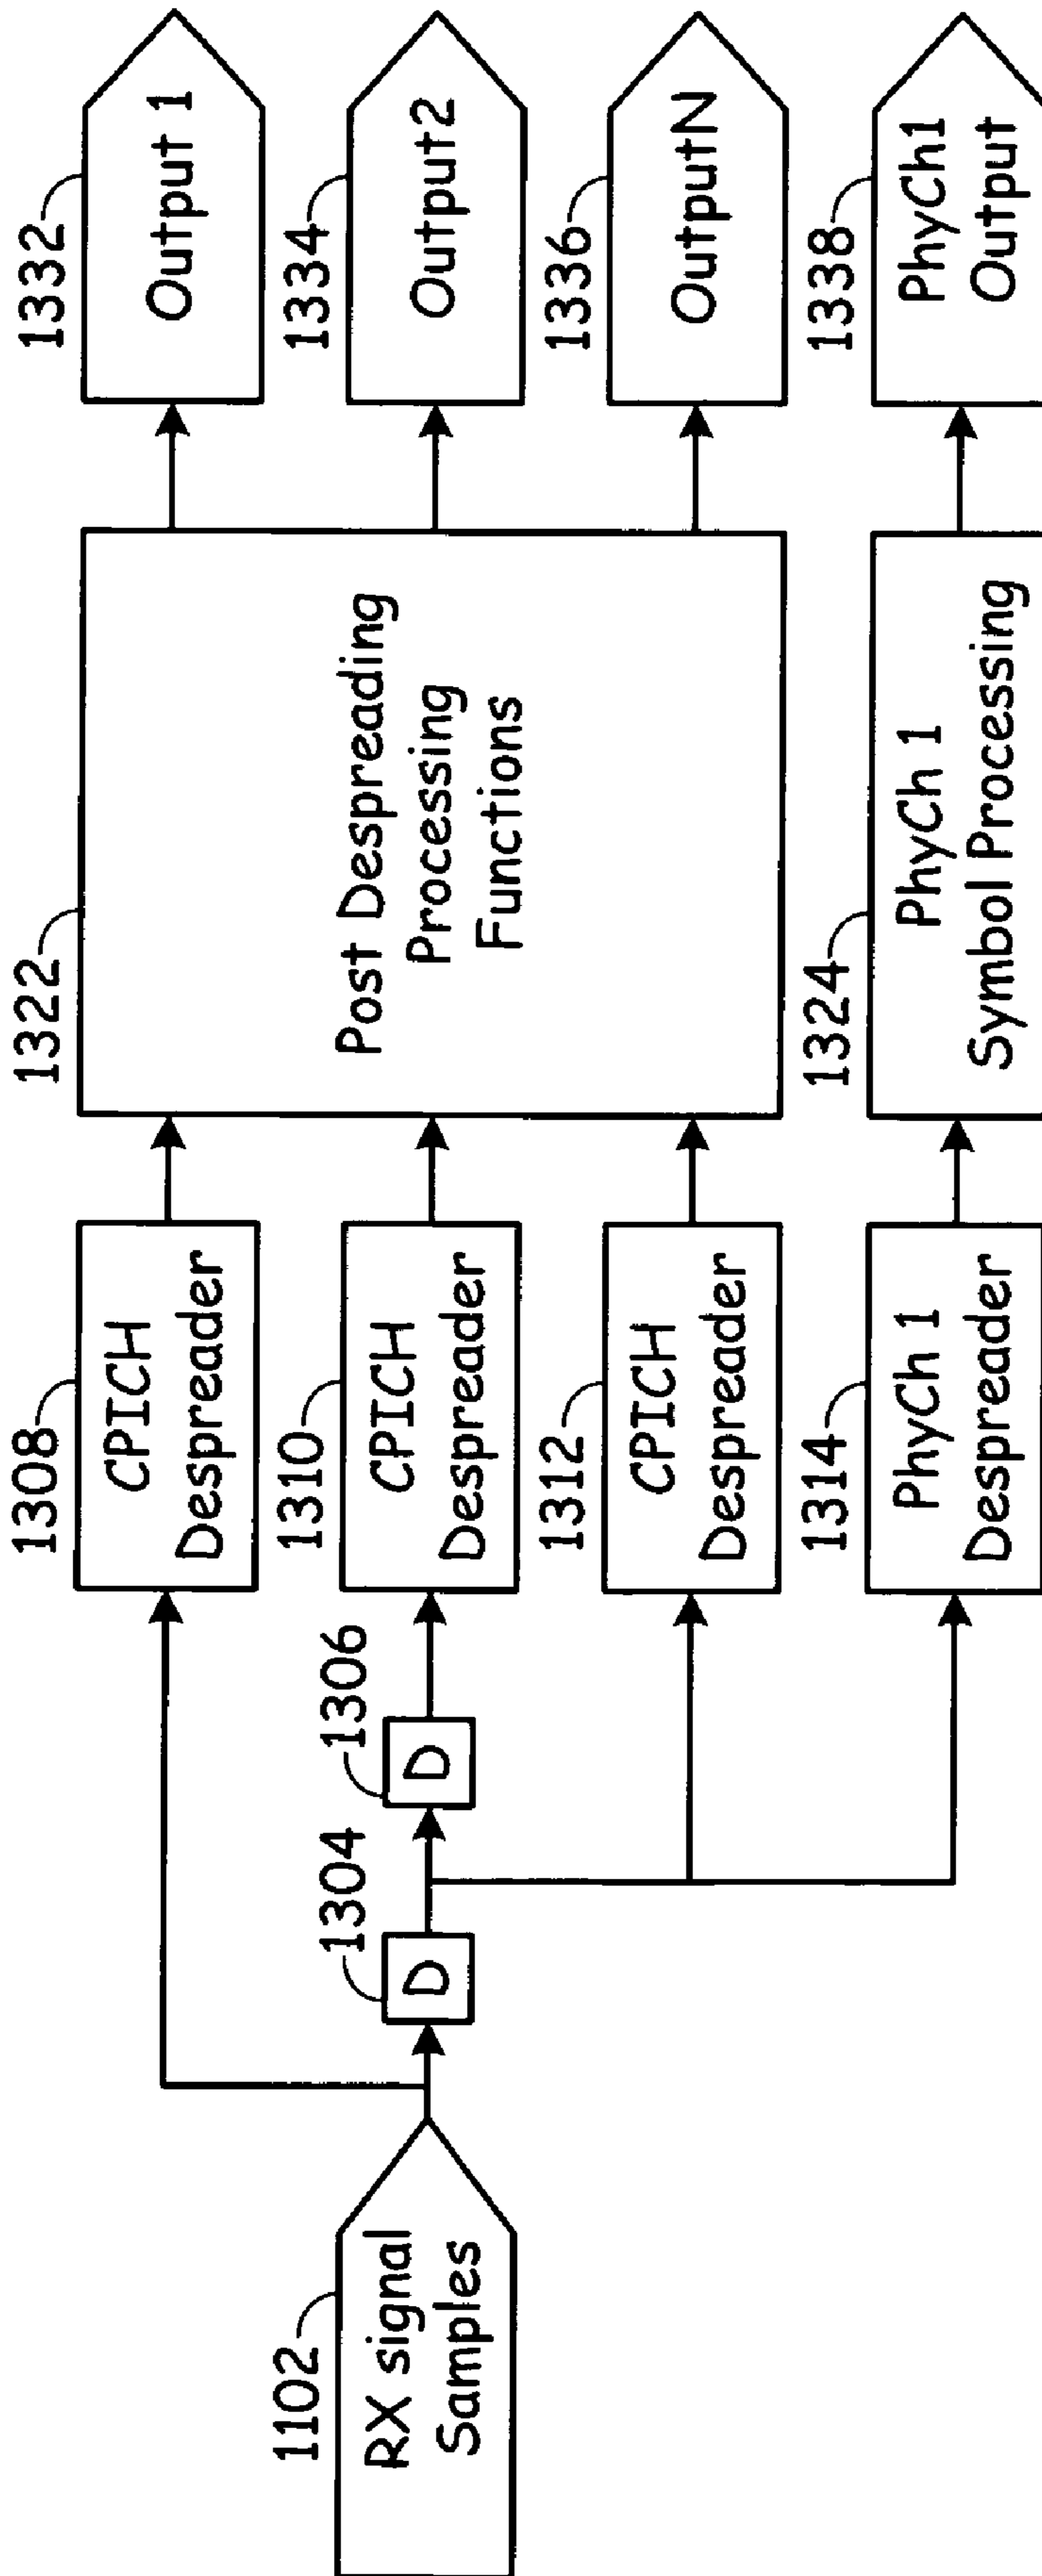 1102
RX signal
Samples
1304
D
1306
D
1308
CPICH
Despreader
1310
CPICH
Despreader
1312
CPICH
Despreader
1314
PhyCh 1
Despreader
1322
Post Despreading
Processing
Functions
1324
PhyCh 1
Symbol Processing
1332
Output 1
1334
Output2
1336
OutputN
1338
PhyCh1
Output